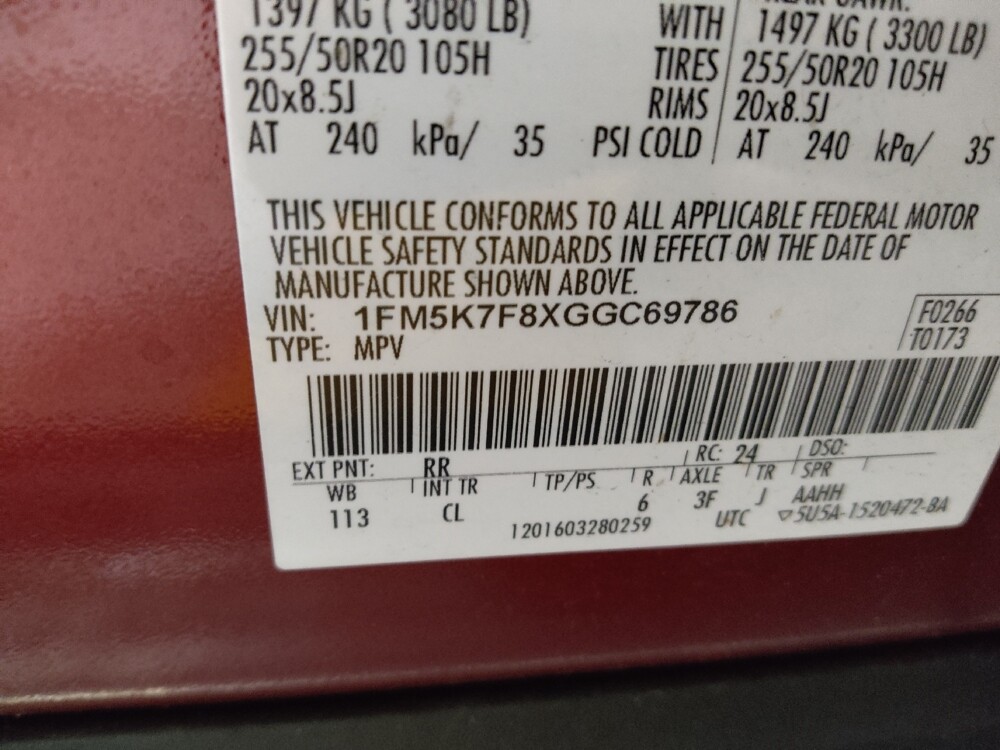 1397 KG ( 3080 LB) WITH 1497 KG ( 3300 LB)
255/50R20 105H TIRES 255/50R20 105H
20x8.5J RIMS 20x8.5J
AT 240 kPa/ 35 PSI COLD AT 240 kPa/ 35
THIS VEHICLE CONFORMS TO ALL APPLICABLE FEDERAL MOTOR
VEHICLE SAFETY STANDARDS IN EFFECT ON THE DATE OF
MANUFACTURE SHOWN ABOVE.
VIN: 1FM5K7F8XGGC69786 F0266
TYPE: MPV T0173
EXT PNT: RR RC: 24 DSO:
WB INT TR TP/PS R AXLE TR SPR
113 CL 6 3F J AAHH
1201603280259 UTC ▽5U5A-1520472-BA